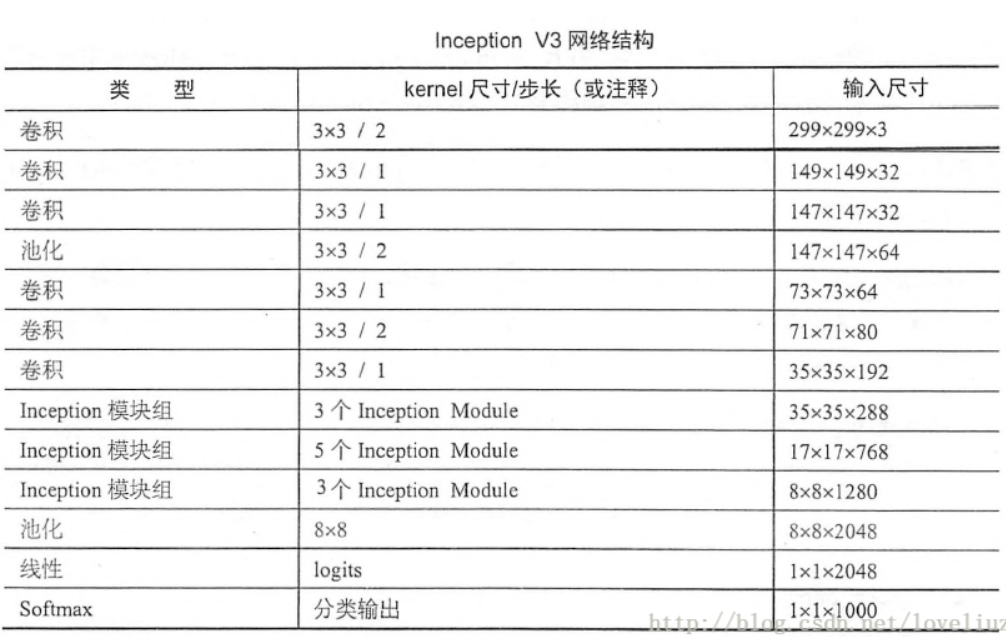 Inception V3 网络结构
类 型 kernel 尺寸/步长（或注释） 输入尺寸
卷积 3×3 / 2 299×299×3
卷积 3×3 / 1 149×149×32
卷积 3×3 / 1 147×147×32
池化 3×3 / 2 147×147×64
卷积 3×3 / 1 73×73×64
卷积 3×3 / 2 71×71×80
卷积 3×3 / 1 35×35×192
Inception 模块组 3 个 Inception Module 35×35×288
Inception 模块组 5 个 Inception Module 17×17×768
Inception 模块组 3个 Inception Module 8×8×1280
池化 8×8 8×8×2048
线性 logits 1×1×2048
Softmax 分类输出 1×1×1000
http://blog.csdn.net/loveliuz